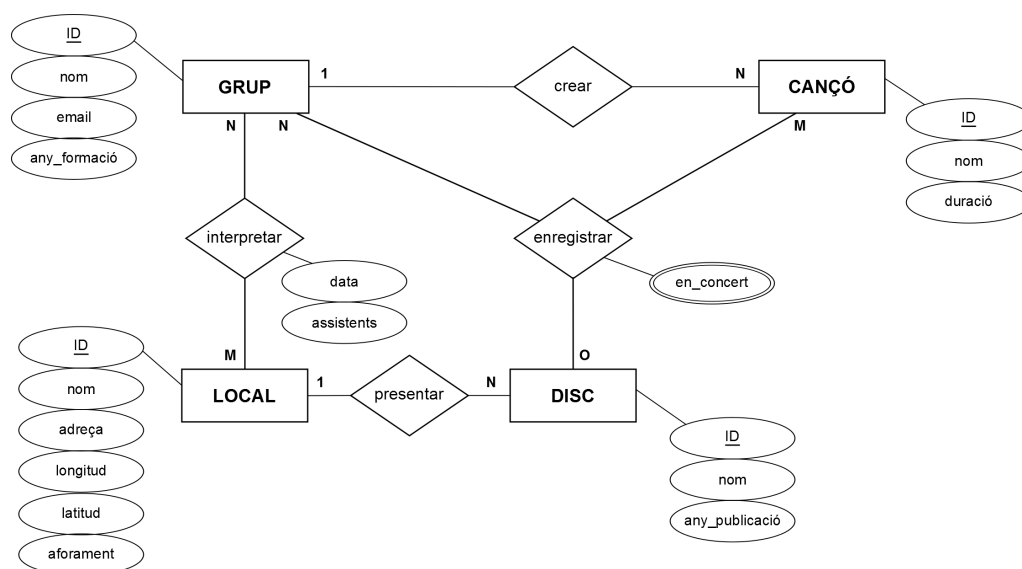 ID
nom
email
any_formació
GRUP
1
crear
N
CANÇÓ
N
N
M
ID
nom
duració
interpretar
data
assistents
enregistrar
en_concert
M
O
ID
nom
adreça
longitud
latitud
aforament
LOCAL
1
presentar
N
DISC
ID
nom
any_publicació